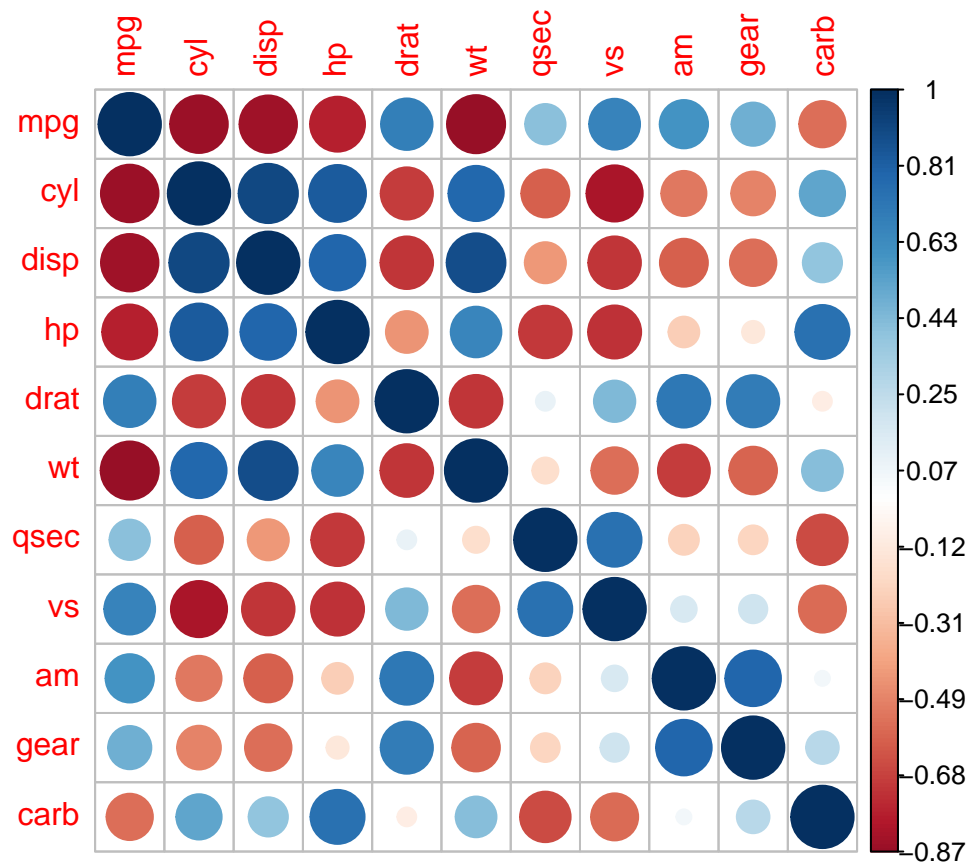 mpg cyl disp hp drat wt qsec vs am gear carb
mpg
cyl
disp
hp
drat
wt
qsec
vs
am
gear
carb
1
0.81
0.63
0.44
0.25
0.07
−0.12
−0.31
−0.49
−0.68
−0.87